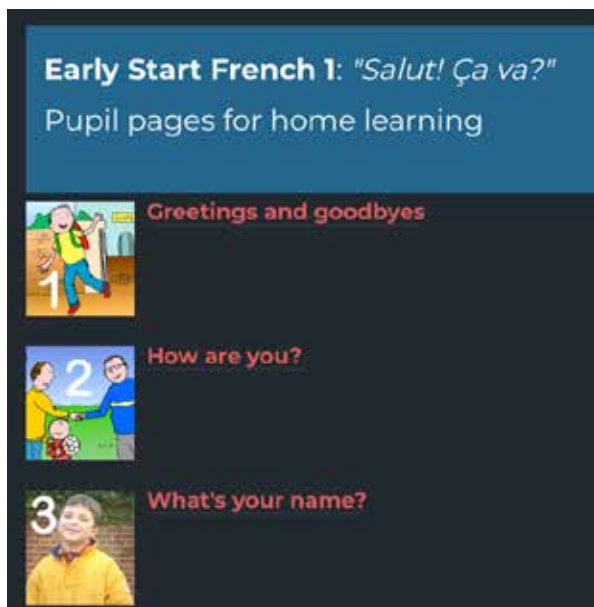 Early Start French 1: "Salut! Ça va?"
Pupil pages for home learning
1
Greetings and goodbyes
2
How are you?
3
What's your name?